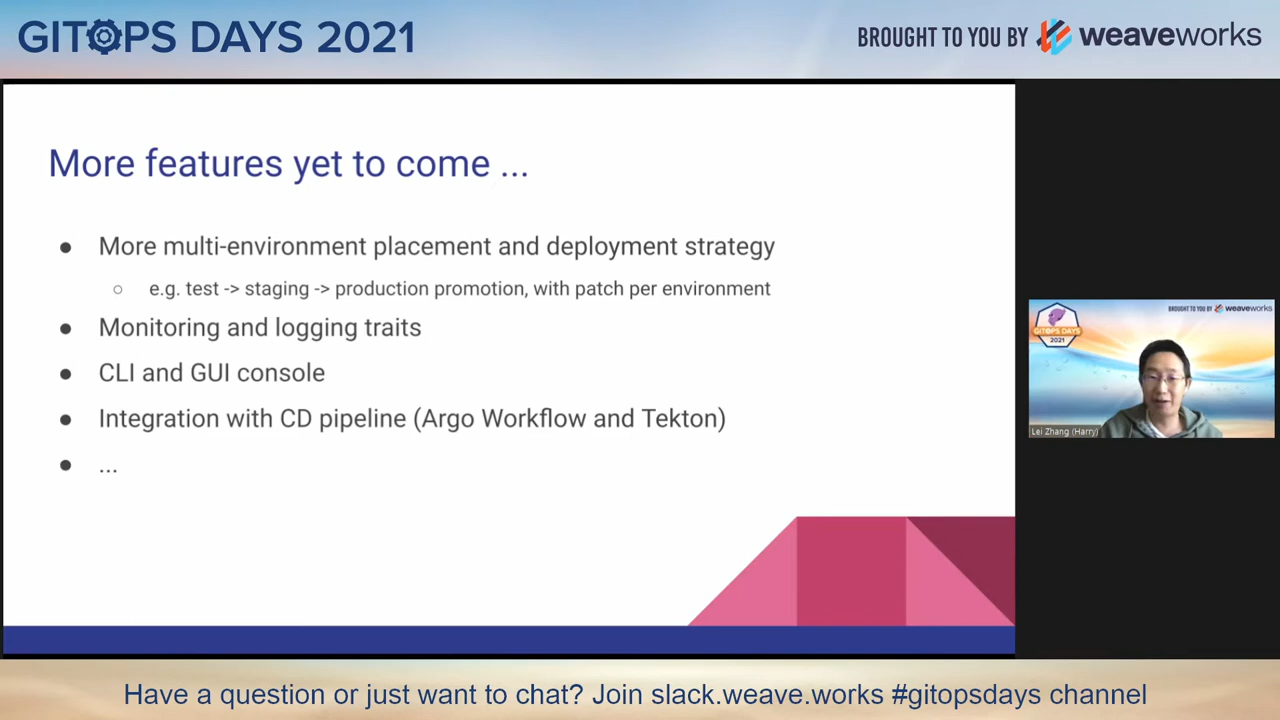 GITOPS DAYS 2021
BROUGHT TO YOU BY weaveworks
More features yet to come ...
● More multi-environment placement and deployment strategy
○ e.g. test -> staging -> production promotion, with patch per environment
● Monitoring and logging traits
● CLI and GUI console
● Integration with CD pipeline (Argo Workflow and Tekton)
● ...
BROUGHT TO YOU BY weaveworks
GITOPS DAYS
2021
Lei Zhang (Harry)
Have a question or just want to chat? Join slack.weave.works #gitopsdays channel